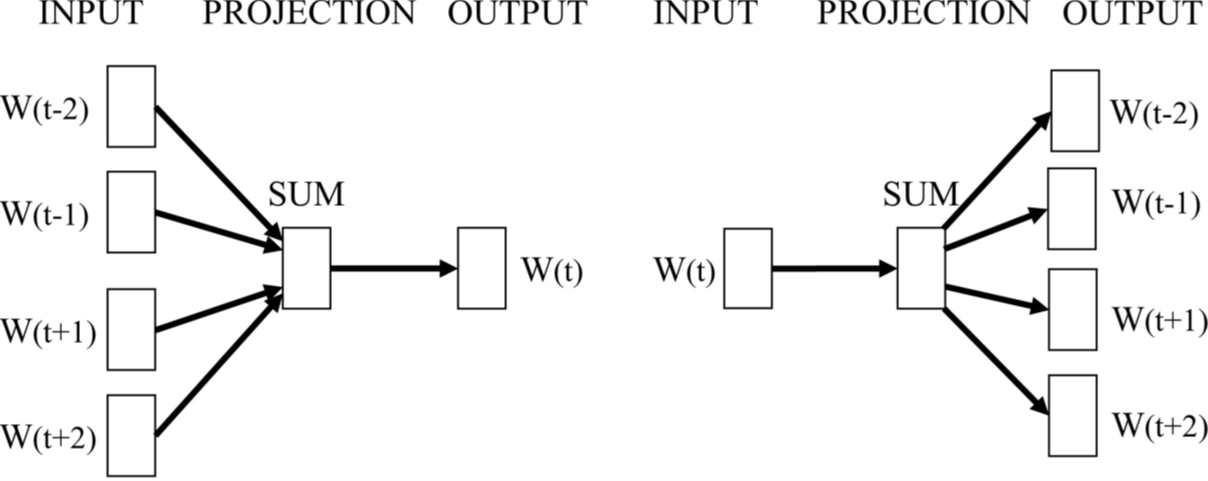 INPUT PROJECTION OUTPUT
W(t-2)
W(t-1)
SUM
W(t)
W(t+1)
W(t+2)
INPUT PROJECTION OUTPUT
W(t)
SUM
W(t-2)
W(t-1)
W(t+1)
W(t+2)